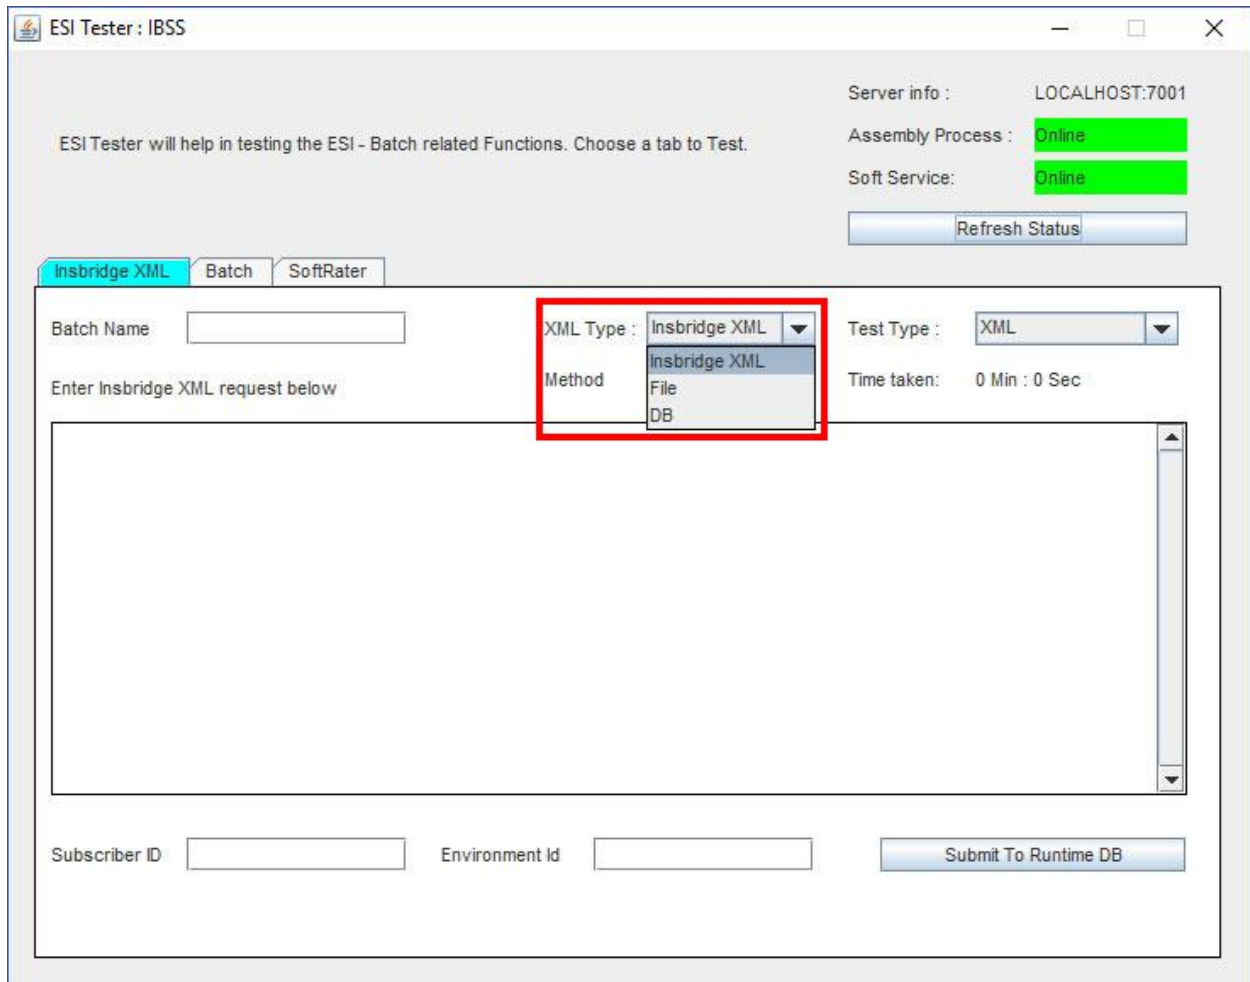 ESI Tester : IBSS
Server info : LOCALHOST:7001
ESI Tester will help in testing the ESI - Batch related Functions. Choose a tab to Test.
Assembly Process : Online
Soft Service: Online
Refresh Status
Insbridge XML Batch SoftRater
Batch Name XML Type : Insbridge XML Test Type : XML
Insbridge XML
Enter Insbridge XML request below Method File Time taken: 0 Min : 0 Sec
DB
Subscriber ID Environment Id Submit To Runtime DB